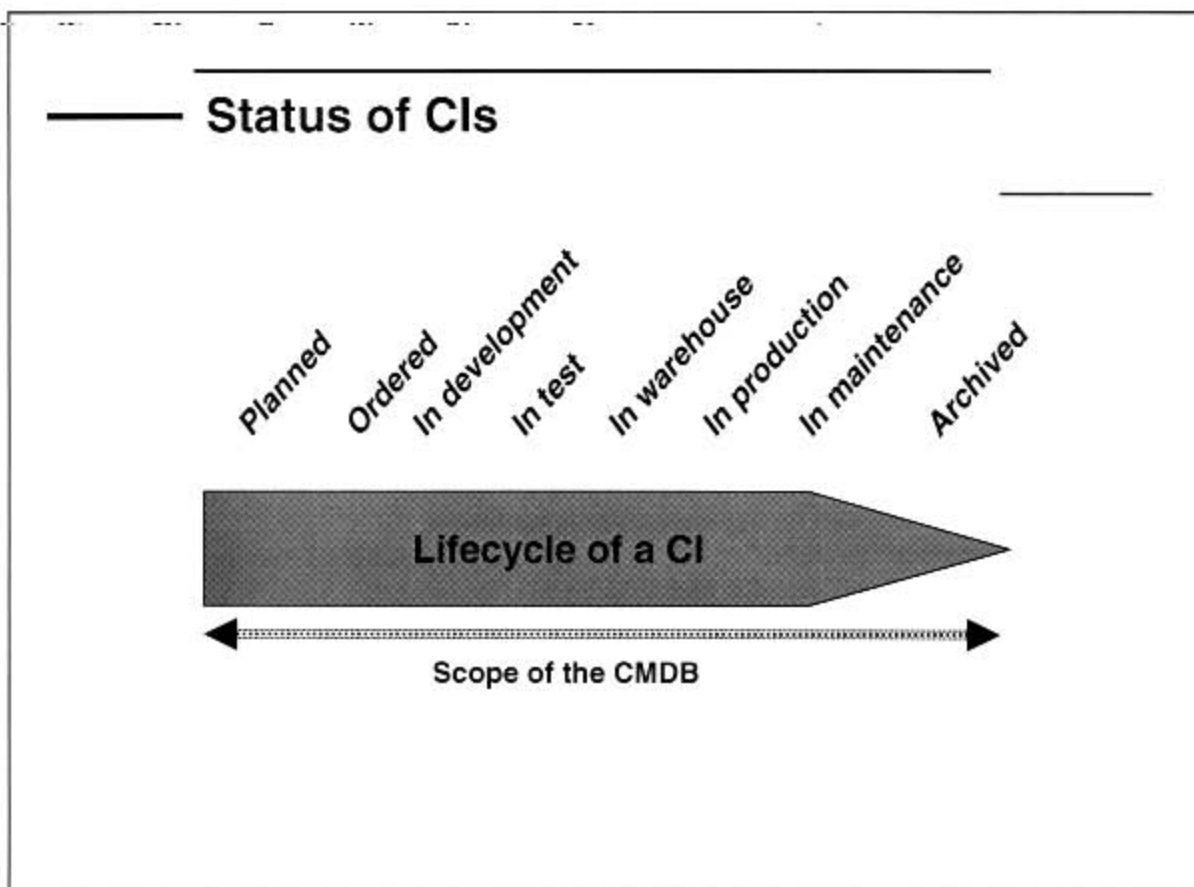 Status of CIs
Planned
Ordered
In development
In test
In warehouse
In production
In maintenance
Archived
Lifecycle of a CI
Scope of the CMDB